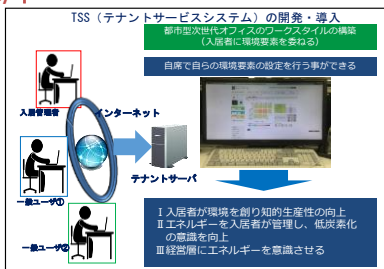 TSS（テナントサービスシステム）の開発・導入
都市型次世代オフィスのワークスタイルの構築
（入居者に環境要素を委ねる）
自席で自らの環境要素の設定を行う事ができる
入居管理者
インターネット
一般ユーザ①
テナントサーバ
一般ユーザ②
Ⅰ入居者が環境を創り知的生産性の向上
Ⅱエネルギーを入居者が管理し、低炭素化
の意識を向上
Ⅲ経営層にエネルギーを意識させる